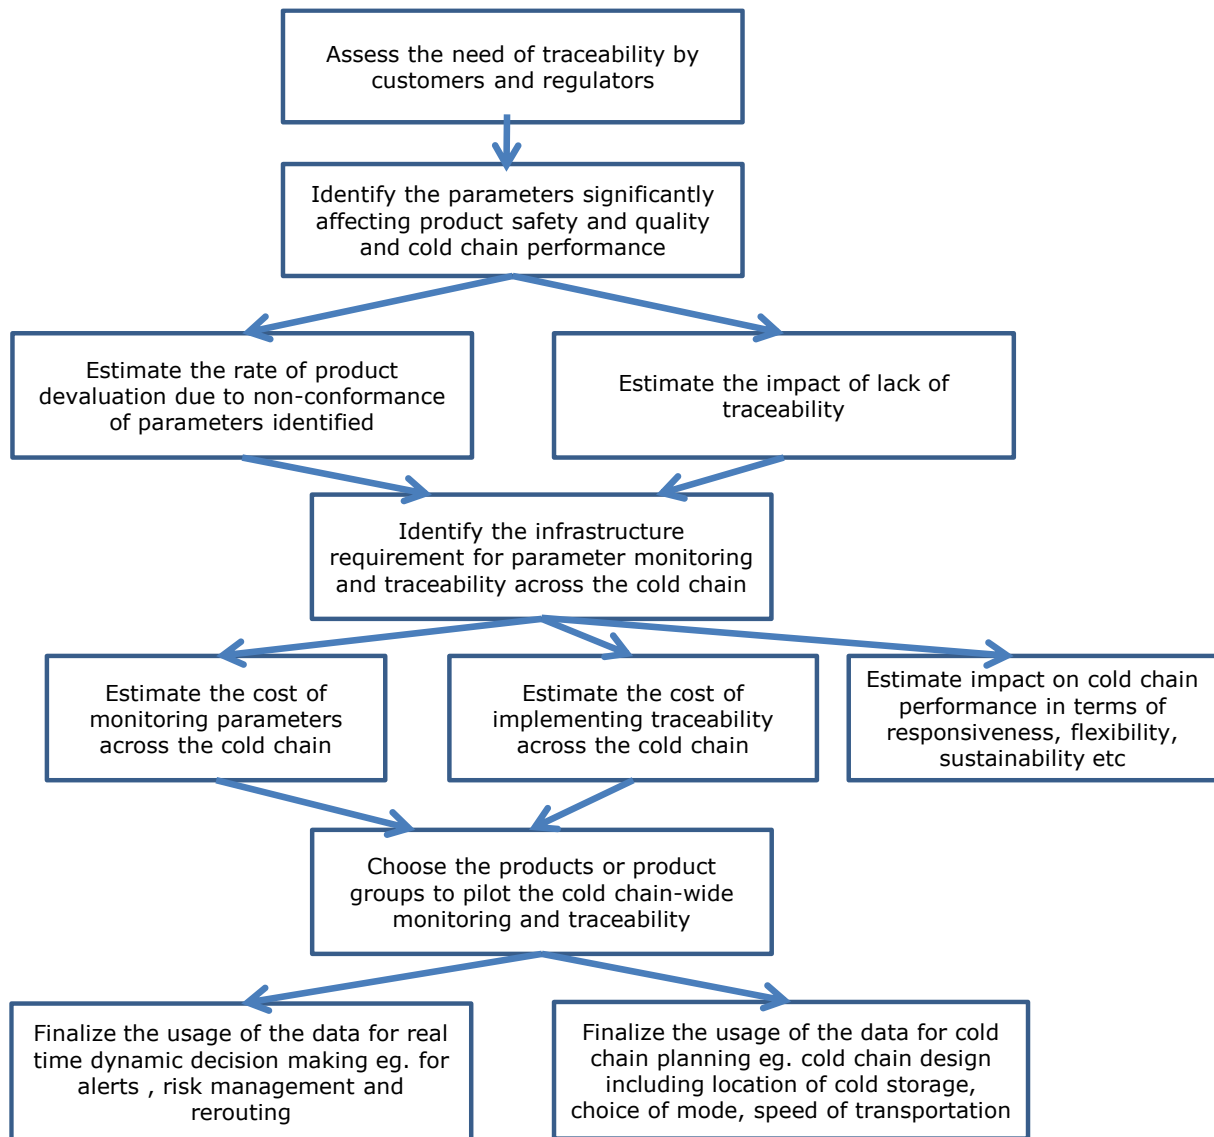 Assess the need of traceability by
customers and regulators
Identify the parameters significantly
affecting product safety and quality
and cold chain performance
Estimate the rate of product
devaluation due to non-conformance
of parameters identified
Estimate the impact of lack of
traceability
Identify the infrastructure
requirement for parameter monitoring
and traceability across the cold chain
Estimate the cost of
monitoring parameters
across the cold chain
Estimate the cost of
implementing traceability
across the cold chain
Estimate impact on cold chain
performance in terms of
responsiveness, flexibility,
sustainability etc
Choose the products or product
groups to pilot the cold chain-wide
monitoring and traceability
Finalize the usage of the data for real
time dynamic decision making eg. for
alerts , risk management and
rerouting
Finalize the usage of the data for cold
chain planning eg. cold chain design
including location of cold storage,
choice of mode, speed of transportation